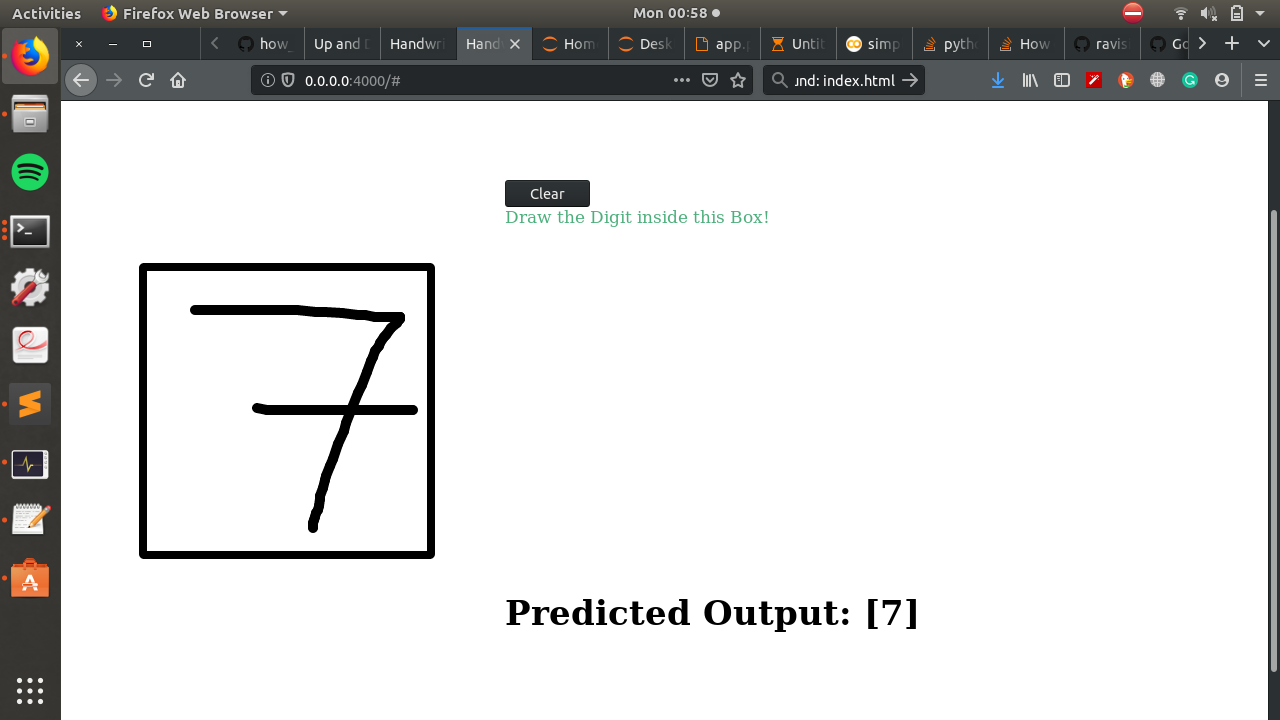 Activities Firefox Web Browser Mon 00:58
how_ Up and D Handwri Hand Hom Desk app.p Untit simp pytho How ravis Go
0.0.0.0:4000/# und: index.html
Clear
Draw the Digit inside this Box!
7
Predicted Output: [7]